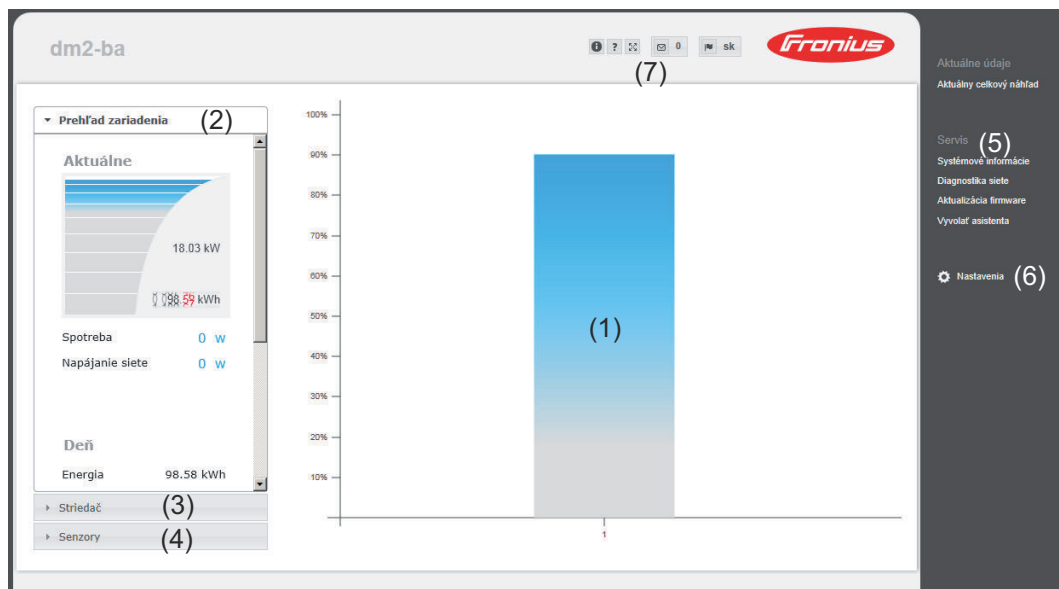 dm2-ba
i ? 0 sk
Fronius
(7)
Prehľad zariadenia (2)
Aktuálne
18.03 kW
98.59 kWh
Spotreba 0 W
Napájanie siete 0 W
Deň
Energia 98.58 kWh
Striedač (3)
Senzory (4)
100%
90%
80%
70%
60%
50%
40%
30%
20%
10%
(1)
1
Aktuálne údaje
Aktuálny celkový náhľad
Servis (5)
Systémové informácie
Diagnostika siete
Aktualizácia firmware
Vyvolať asistenta
Nastavenia (6)